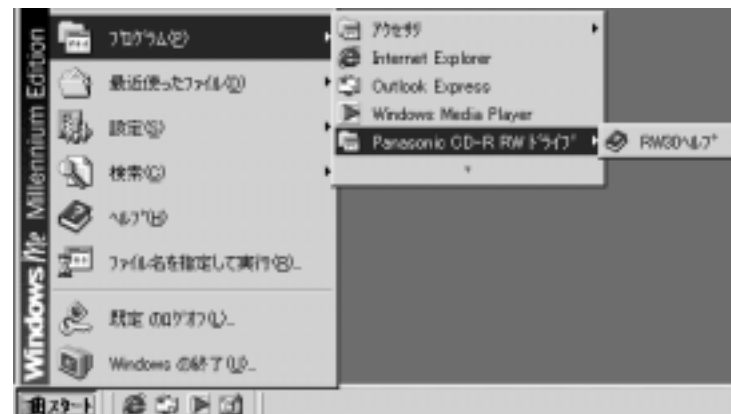 Windows Me Millennium Edition
プログラム(P)
最近使ったファイル(D)
設定(S)
検索(C)
ヘルプ(H)
ファイル名を指定して実行(R)...
既定 のログオフ(L)...
Windows の終了(U)...
アクセサリ
Internet Explorer
Outlook Express
Windows Media Player
Panasonic CD-R RW ドライブ
RW3Dヘルプ
スタート